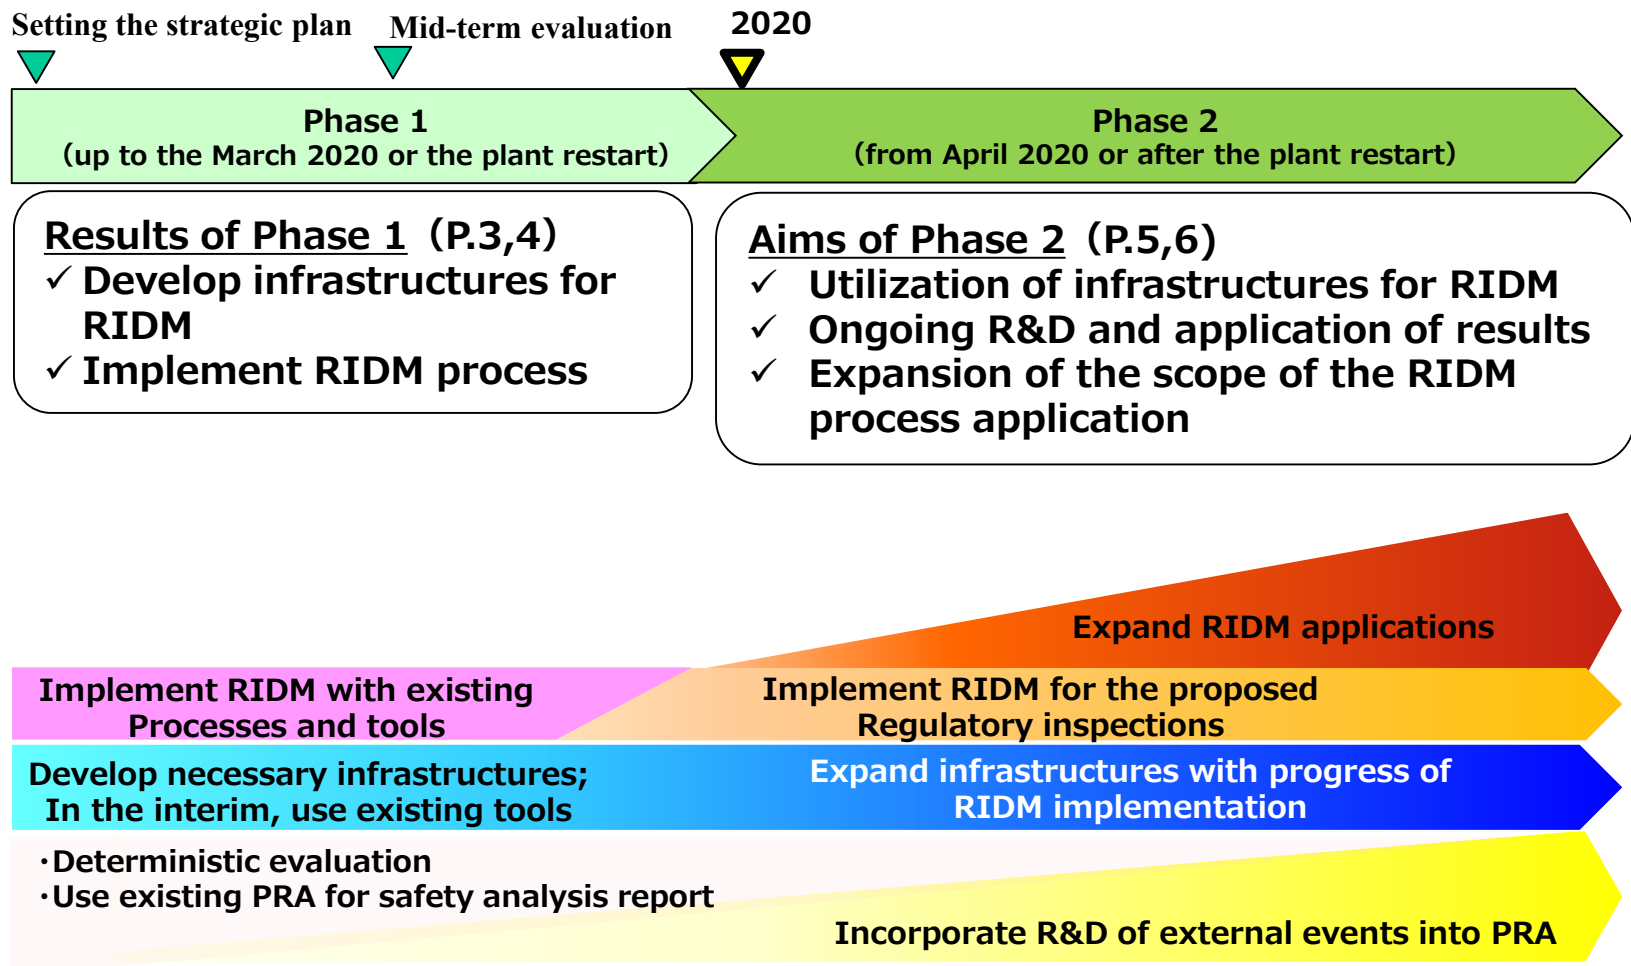 Setting the strategic plan
Mid-term evaluation
2020
Phase 1
(up to the March 2020 or the plant restart)
Phase 2
(from April 2020 or after the plant restart)
Results of Phase 1 (P.3,4)
✓ Develop infrastructures for
RIDM
✓ Implement RIDM process
Aims of Phase 2 (P.5,6)
✓ Utilization of infrastructures for RIDM
✓ Ongoing R&D and application of results
✓ Expansion of the scope of the RIDM
process application
Expand RIDM applications
Implement RIDM with existing
Processes and tools
Implement RIDM for the proposed
Regulatory inspections
Develop necessary infrastructures;
In the interim, use existing tools
Expand infrastructures with progress of
RIDM implementation
・Deterministic evaluation
・Use existing PRA for safety analysis report
Incorporate R&D of external events into PRA